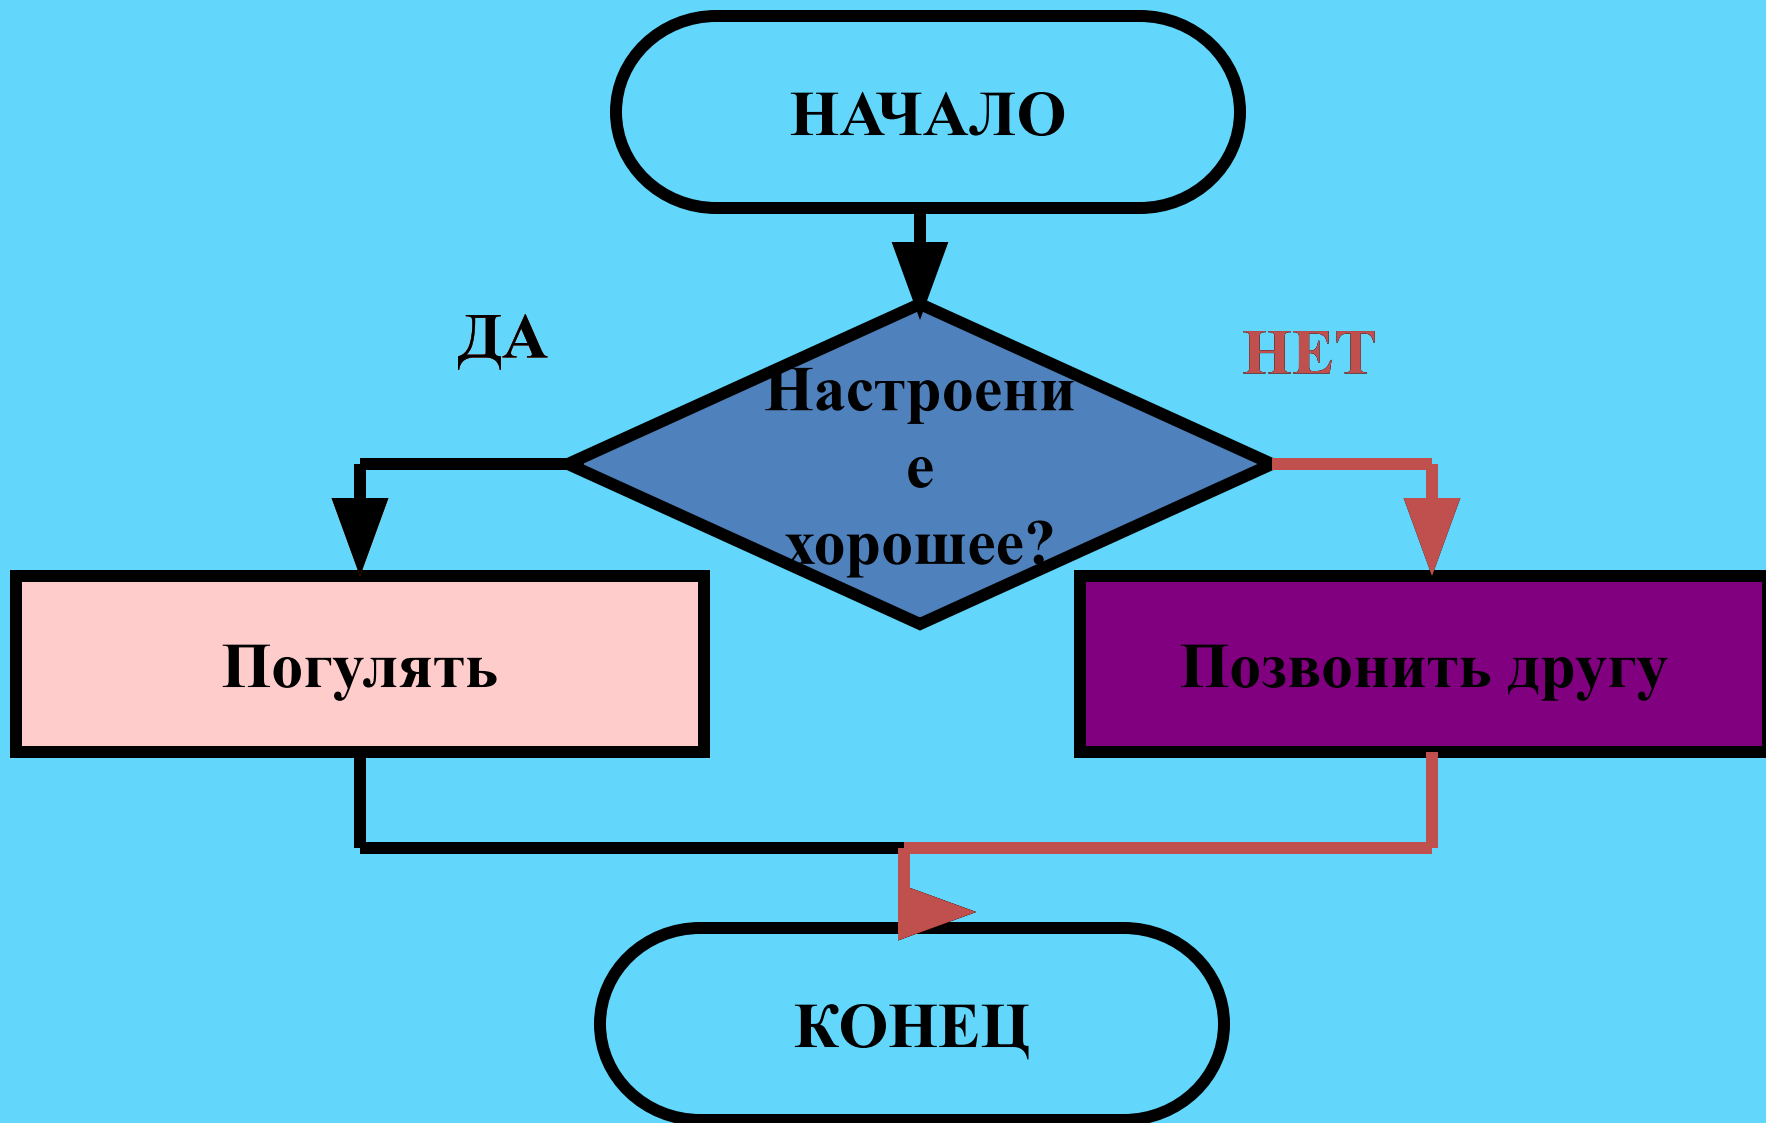 НАЧАЛО
ДА
НЕТ
Настроени
е
хорошее?
Погулять
Позвонить другу
КОНЕЦ